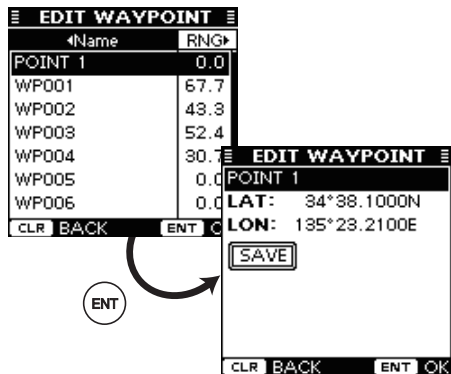 EDIT WAYPOINT
Name RNG
POINT 1 0.0
WP001 67.7
WP002 43.3
WP003 52.4
WP004 30.7
WP005 0.0
WP006
CLR BACK ENT
ENT
EDIT WAYPOINT
POINT 1
LAT: 34°38.1000N
LON: 135°23.2100E
SAVE
CLR BACK ENT OK